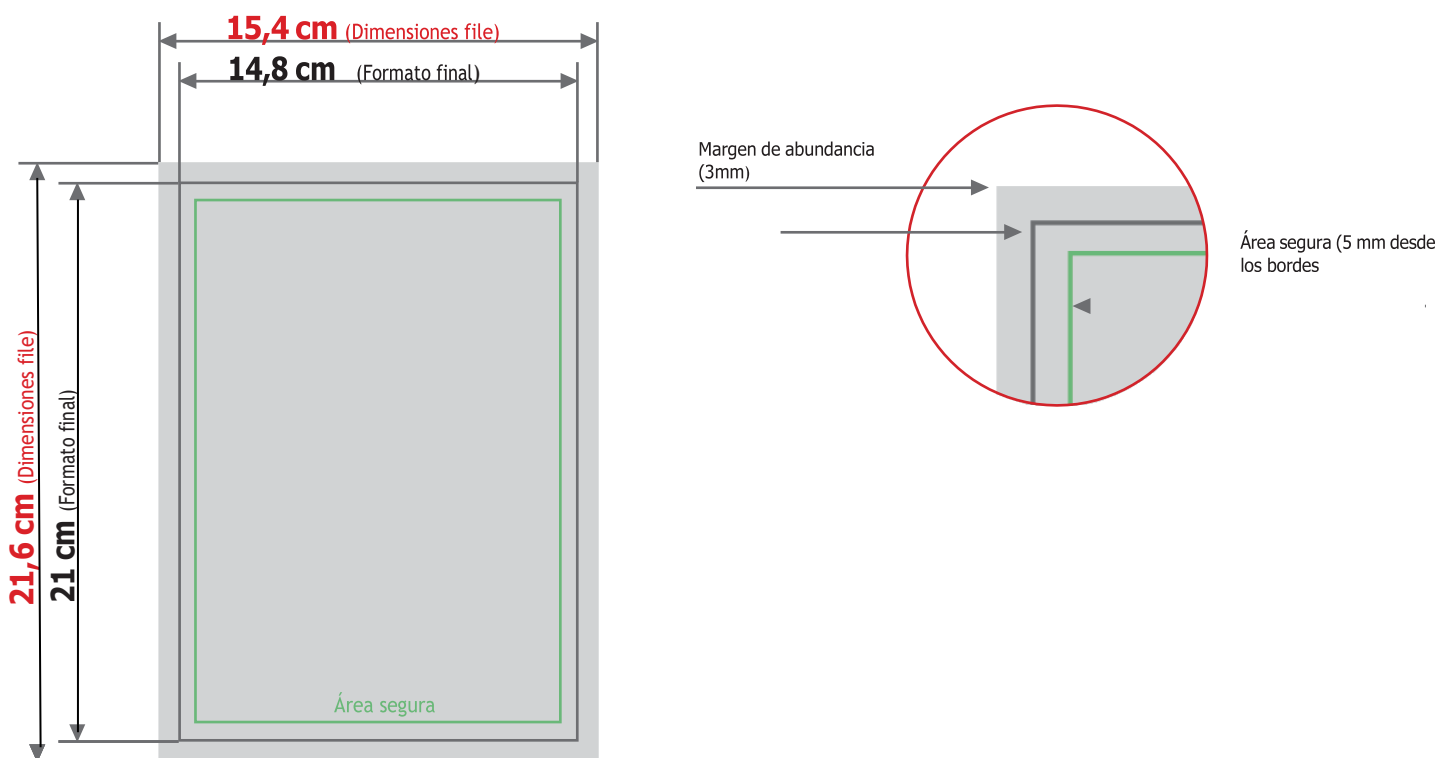 15,4 cm (Dimensiones file)
14,8 cm (Formato final)
21,6 cm (Dimensiones file)
21 cm (Formato final)
Área segura
Margen de abundancia
(3mm)
Área segura (5 mm desde
los bordes